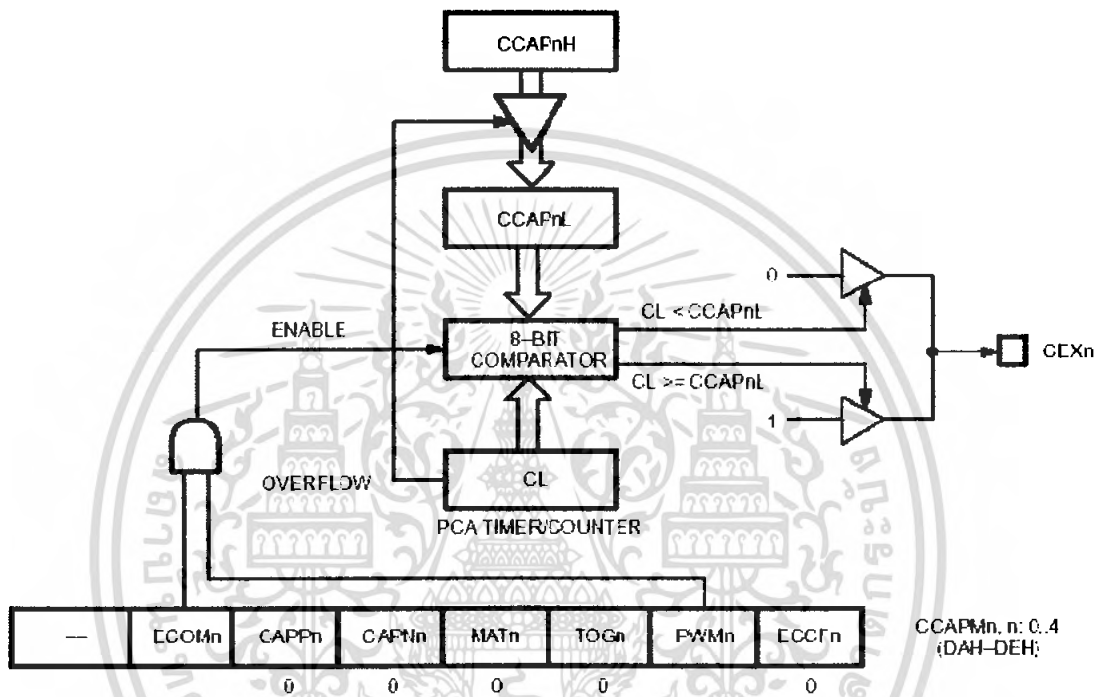 CCAPnH
CCAPnL
ENABLE
8–BIT
COMPARATOR
CL < CCAPnL
CL >= CCAPnL
0
1
CEXn
OVERFLOW
CL
PCA TIMER/COUNTER
— ECOMn CAPPn CAPNn MATn TOGn PWMn ECCFn
CCAPMn, n: 0..4
(DAH–DEH)
0 0 0 0 0